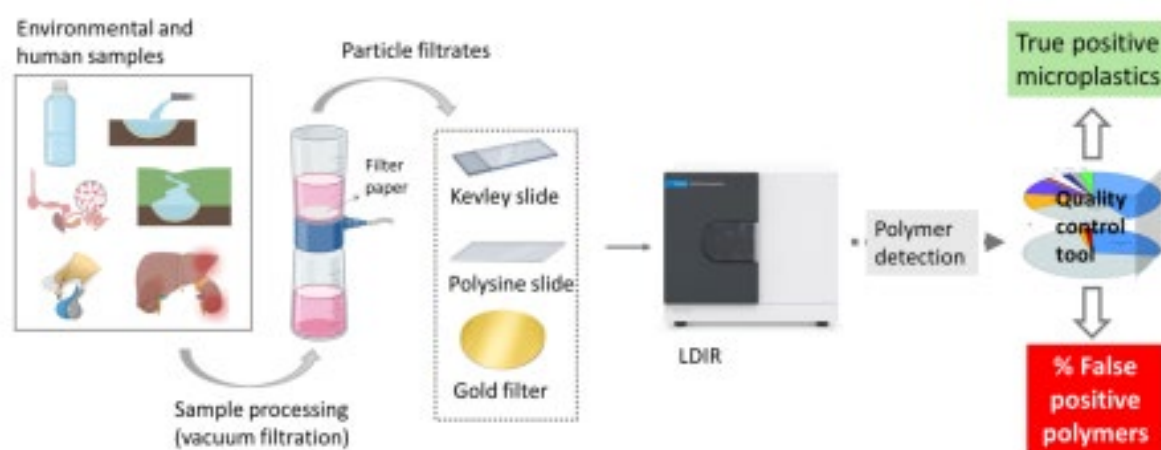 Environmental and
human samples
Particle filtrates
Filter
paper
Kevley slide
Polysine slide
Gold filter
Sample processing
(vacuum filtration)
LDIR
Polymer
detection
True positive
microplastics
Quality
control
tool
% False
positive
polymers